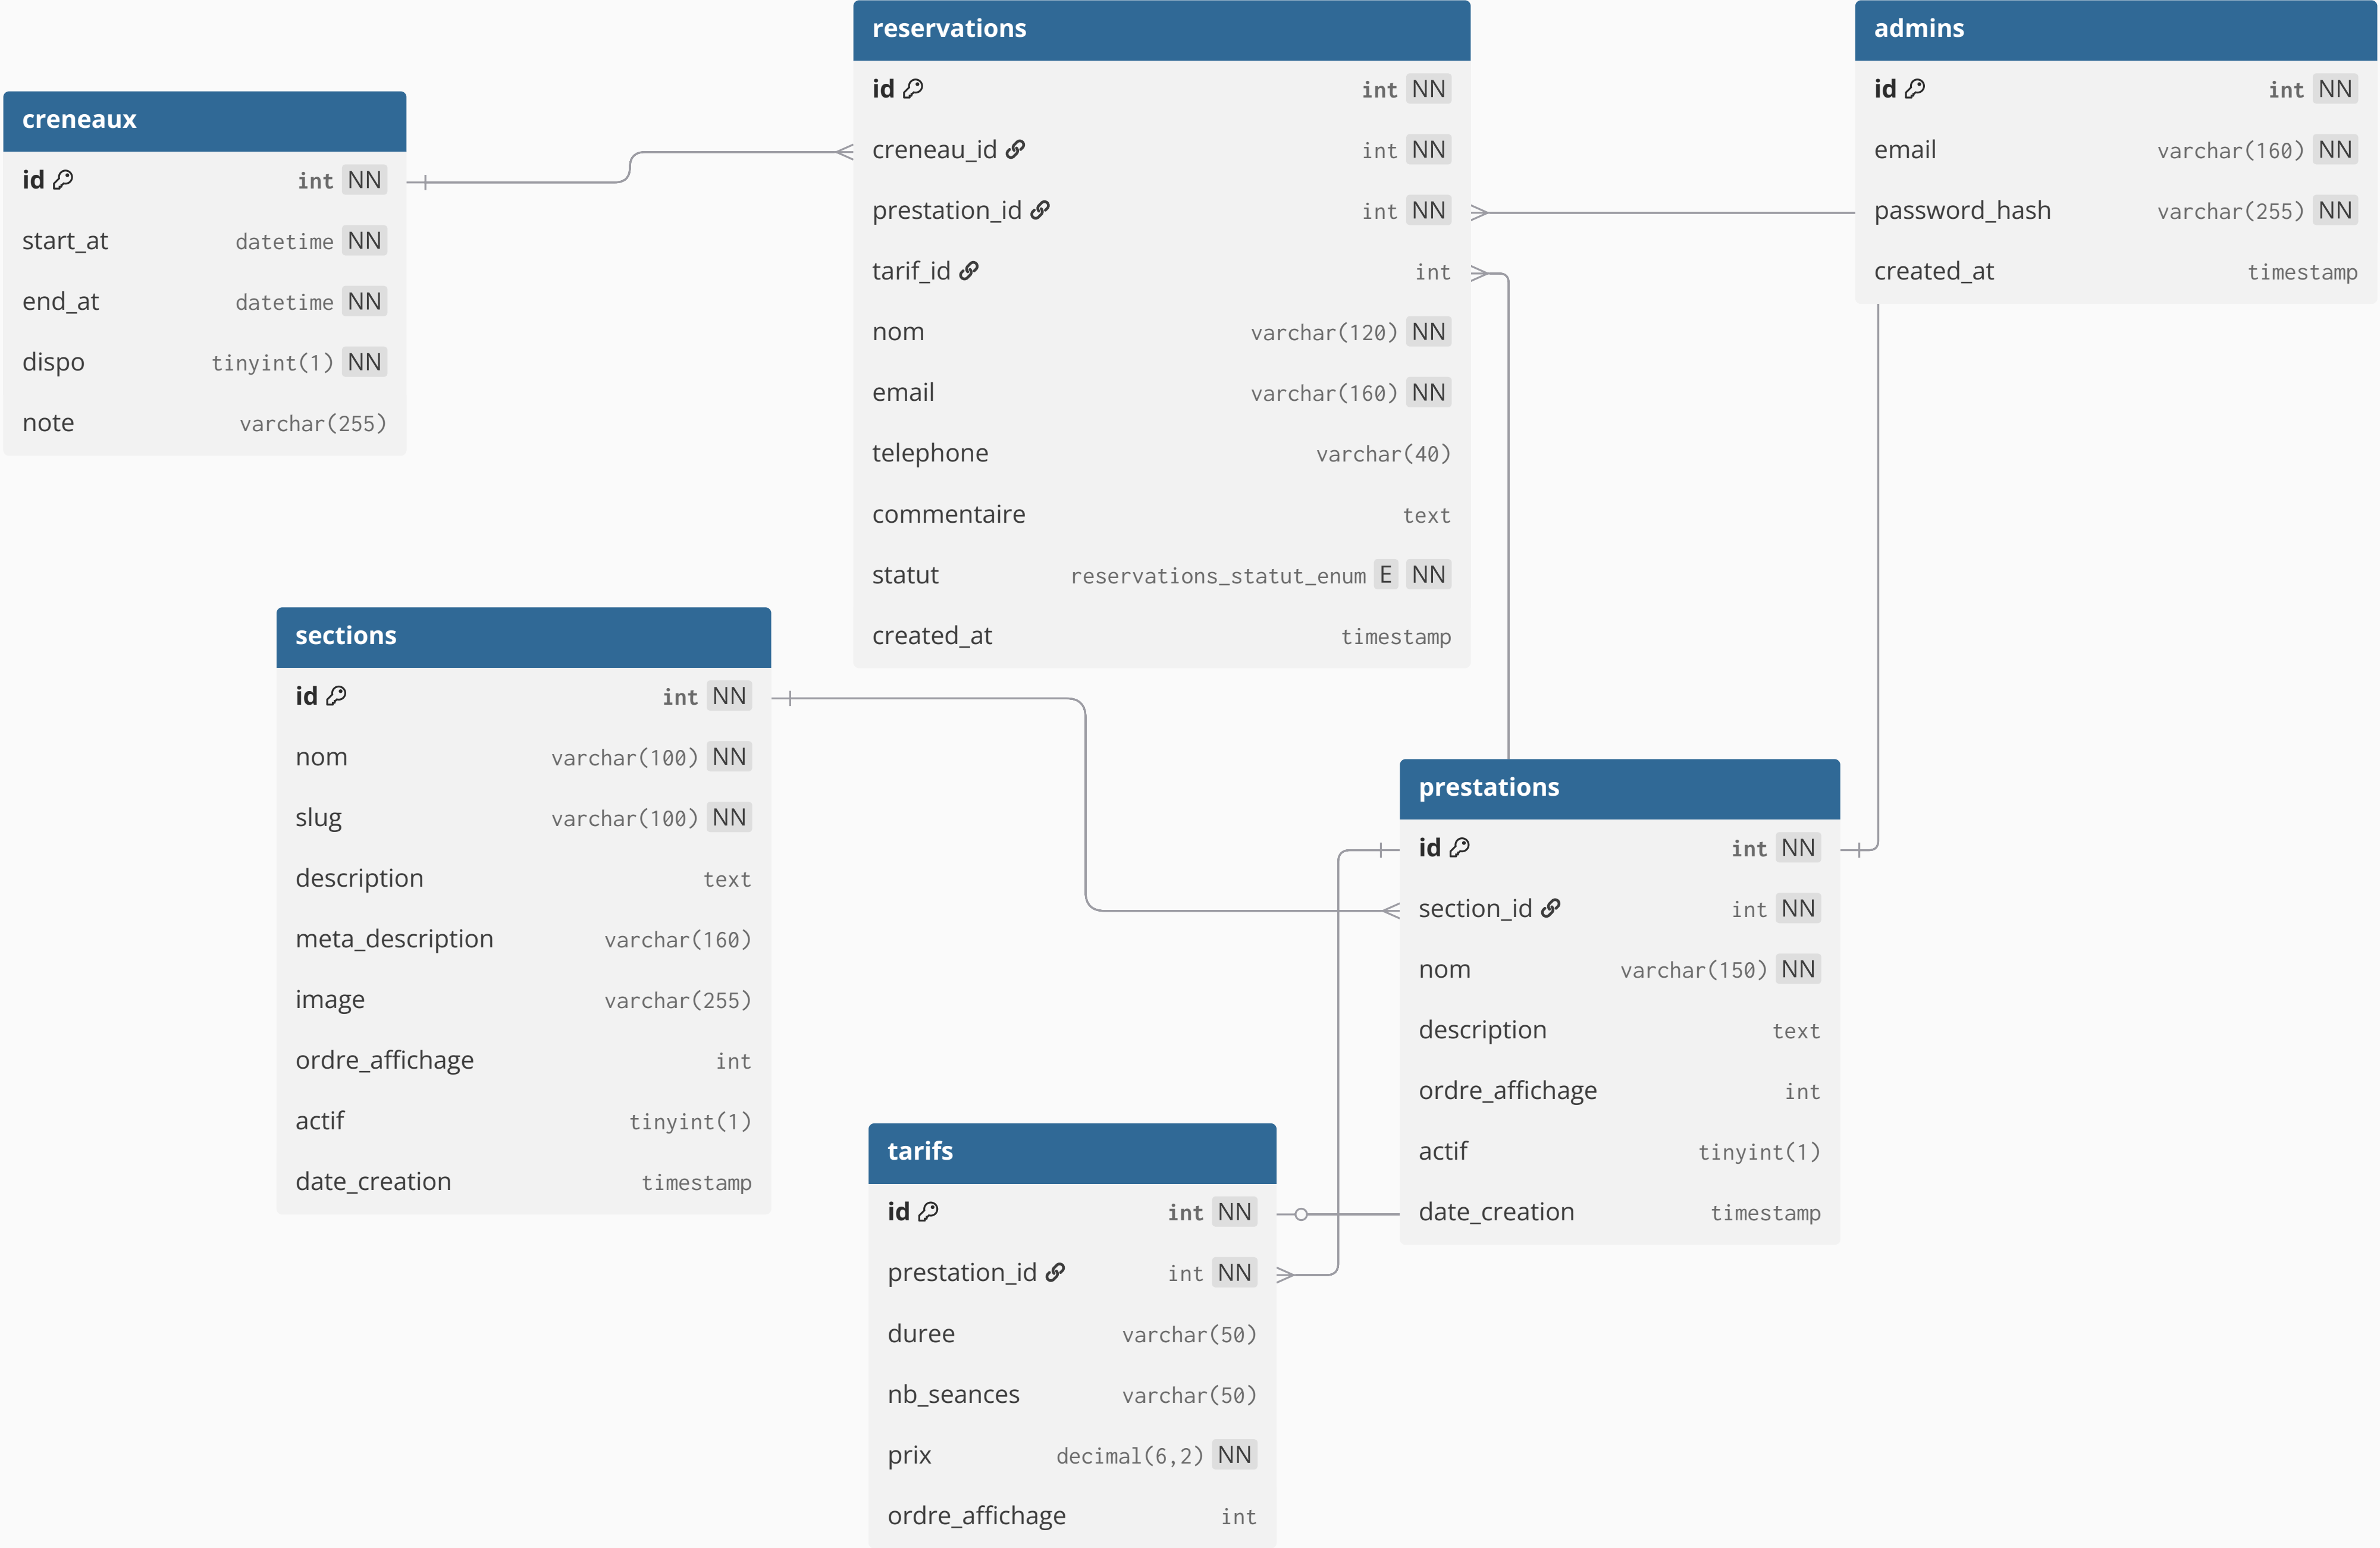 creneaux
id int NN
start_at datetime NN
end_at datetime NN
dispo tinyint(1) NN
note varchar(255)
reservations
id int NN
creneau_id int NN
prestation_id int NN
tarif_id int
nom varchar(120) NN
email varchar(160) NN
telephone varchar(40)
commentaire text
statut reservations_statut_enum E NN
created_at timestamp
admins
id int NN
email varchar(160) NN
password_hash varchar(255) NN
created_at timestamp
sections
id int NN
nom varchar(100) NN
slug varchar(100) NN
description text
meta_description varchar(160)
image varchar(255)
ordre_affichage int
actif tinyint(1)
date_creation timestamp
prestations
id int NN
section_id int NN
nom varchar(150) NN
description text
ordre_affichage int
actif tinyint(1)
date_creation timestamp
tarifs
id int NN
prestation_id int NN
duree varchar(50)
nb_seances varchar(50)
prix decimal(6,2) NN
ordre_affichage int